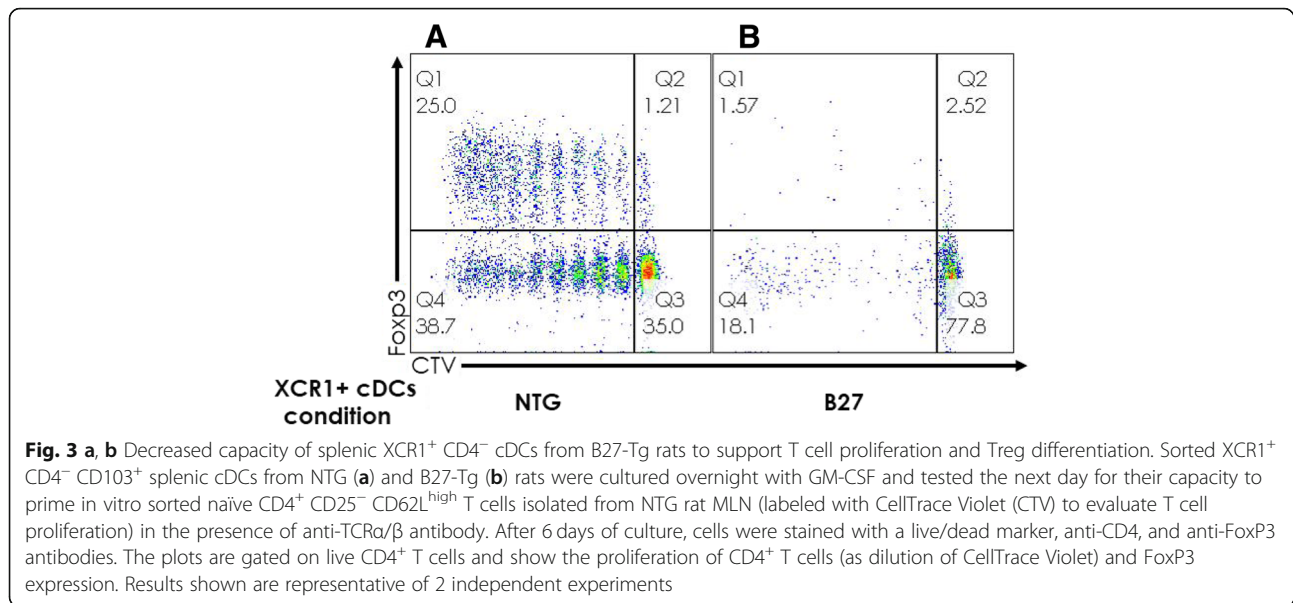 A
B
Q1
25.0
Q2
1.21
Q1
1.57
Q2
2.52
Foxp3
Q4
38.7
Q3
35.0
Q4
18.1
Q3
77.8
CTV
XCR1+ cDCs
condition
NTG
B27
Fig. 3 a, b Decreased capacity of splenic XCR1⁺ CD4⁻ cDCs from B27-Tg rats to support T cell proliferation and Treg differentiation. Sorted XCR1⁺
CD4⁻ CD103⁺ splenic cDCs from NTG (a) and B27-Tg (b) rats were cultured overnight with GM-CSF and tested the next day for their capacity to
prime in vitro sorted naïve CD4⁺ CD25⁻ CD62Lʰⁱᵍʰ T cells isolated from NTG rat MLN (labeled with CellTrace Violet (CTV) to evaluate T cell
proliferation) in the presence of anti-TCRα/β antibody. After 6 days of culture, cells were stained with a live/dead marker, anti-CD4, and anti-FoxP3
antibodies. The plots are gated on live CD4⁺ T cells and show the proliferation of CD4⁺ T cells (as dilution of CellTrace Violet) and FoxP3
expression. Results shown are representative of 2 independent experiments